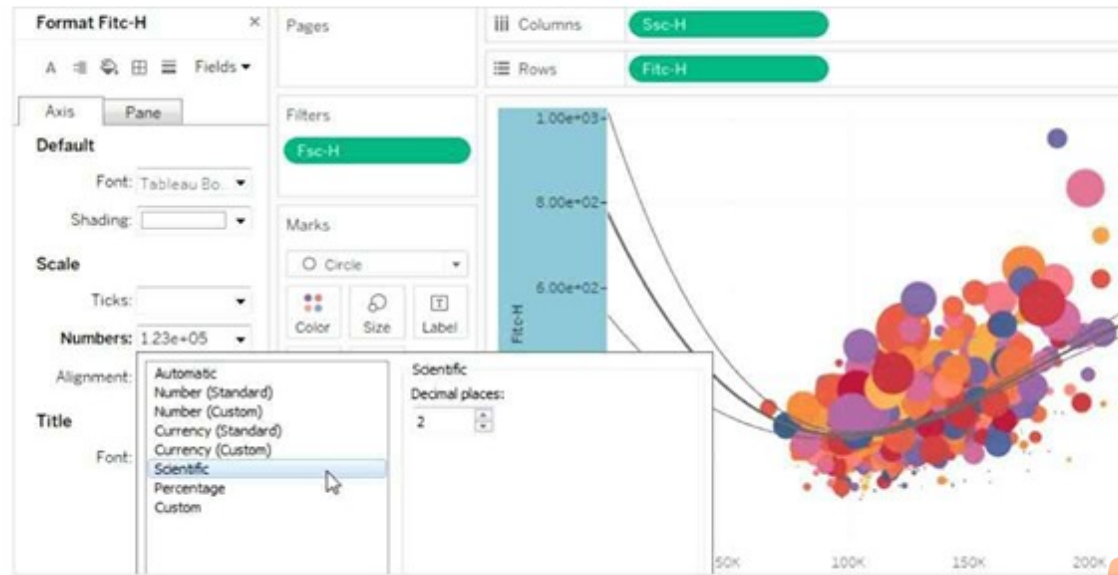 Format Fitc-H
Fields
Axis
Pane
Default
Font: Tableau Bo..
Shading:
Scale
Ticks:
Numbers: 1.23e+05
Alignment:
Title
Font:
Pages
Filters
Fsc-H
Marks
Circle
Color
Size
Label
Columns
Ssc-H
Rows
Fitc-H
1.00e+03
8.00e+02
6.00e+02
Fitc-H
Automatic
Number (Standard)
Number (Custom)
Currency (Standard)
Currency (Custom)
Scientific
Percentage
Custom
Scientific
Decimal places:
2
50K
100K
150K
200K